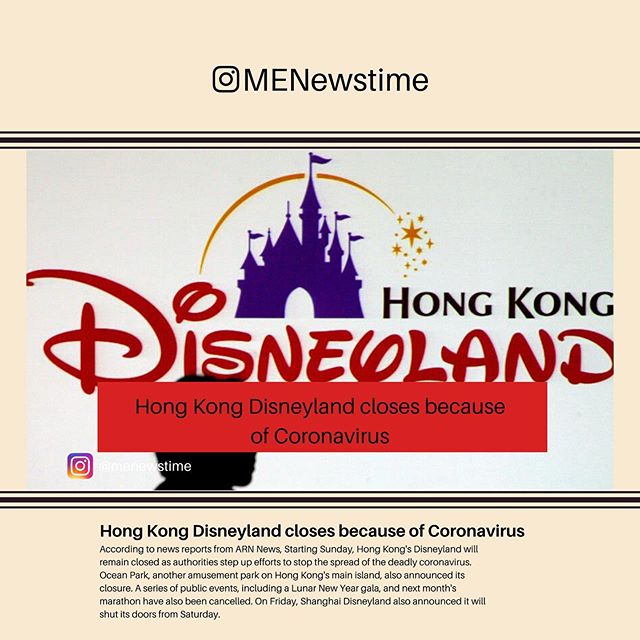 MENewstime
HONG KONG
DISNEYLAND
Hong Kong Disneyland closes because
of Coronavirus
@menewstime
Hong Kong Disneyland closes because of Coronavirus
According to news reports from ARN News, Starting Sunday, Hong Kong's Disneyland will
remain closed as authorities step up efforts to stop the spread of the deadly coronavirus.
Ocean Park, another amusement park on Hong Kong's main island, also announced its
closure. A series of public events, including a Lunar New Year gala, and next month's
marathon have also been cancelled. On Friday, Shanghai Disneyland also announced it will
shut its doors from Saturday.